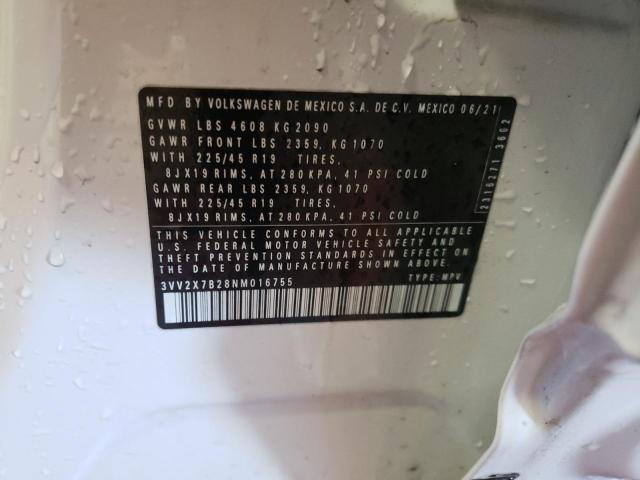 MFD BY VOLKSWAGEN DE MEXICO S.A. DE C.V. MEXICO 06/21
GVWR LBS 4608 KG 2090
GAWR FRONT LBS 2359, KG 1070
WITH 225/45 R19 TIRES,
8JX19 RIMS, AT 280 KPA, 41 PSI COLD
GAWR REAR LBS 2359, KG 1070
WITH 225/45 R19 TIRES,
8JX19 RIMS, AT 280 KPA, 41 PSI COLD
THIS VEHICLE CONFORMS TO ALL APPLICABLE
U.S. FEDERAL MOTOR VEHICLE SAFETY AND
THEFT PREVENTION STANDARDS IN EFFECT ON
THE DATE OF MANUFACTURE SHOWN ABOVE.
3VV2X7B28NM016755 TYPE: MPV
2316271 3602